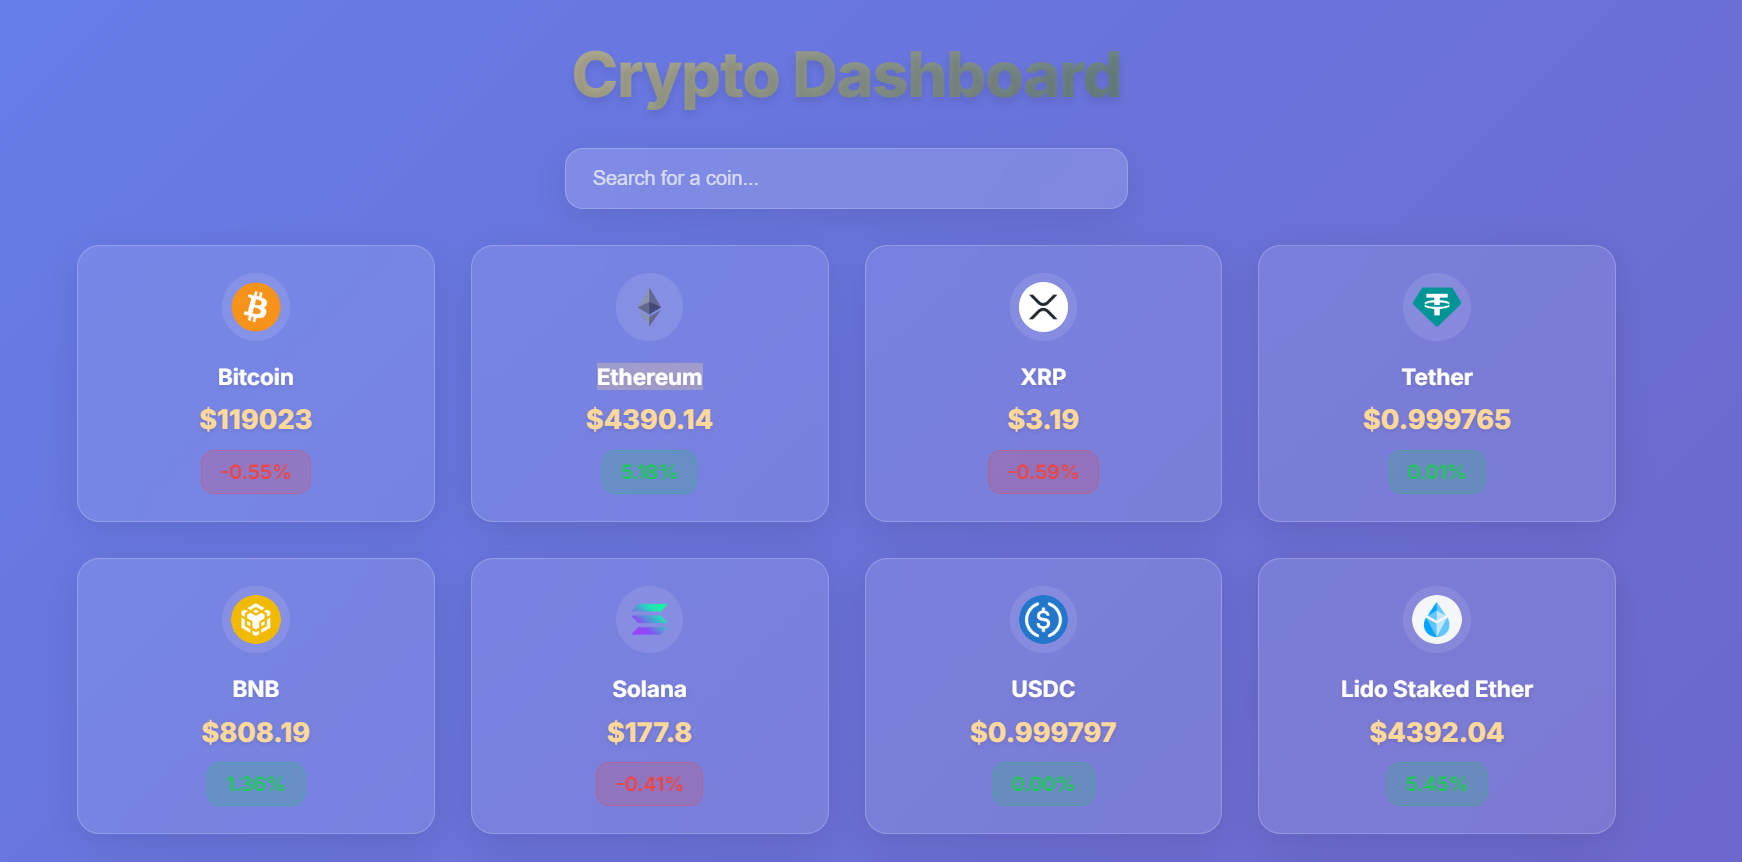 Crypto Dashboard
Search for a coin...
Bitcoin
$119023
-0.55%
Ethereum
$4390.14
5.18%
XRP
$3.19
-0.59%
Tether
$0.999765
0.01%
BNB
$808.19
1.36%
Solana
$177.8
-0.41%
USDC
$0.999797
0.00%
Lido Staked Ether
$4392.04
5.45%